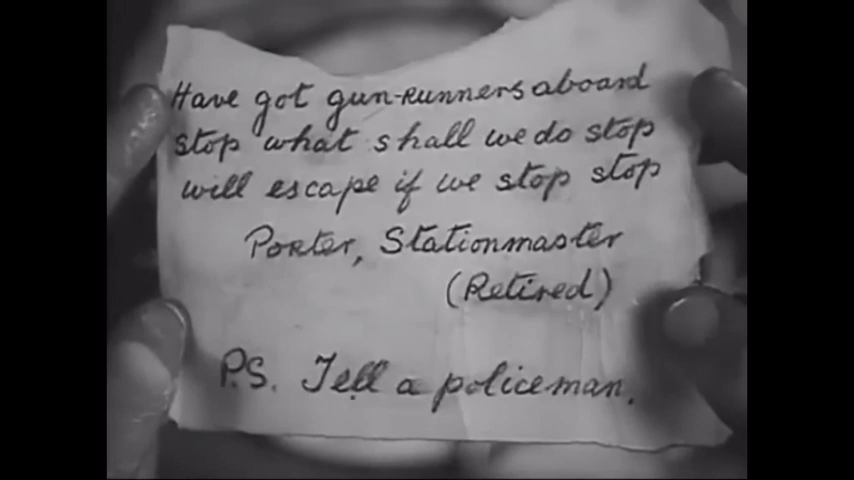 Have got gun-runners aboard
stop what shall we do stop
will escape if we stop stop
Porter, Stationmaster
(Retired)
P.S. Tell a policeman.